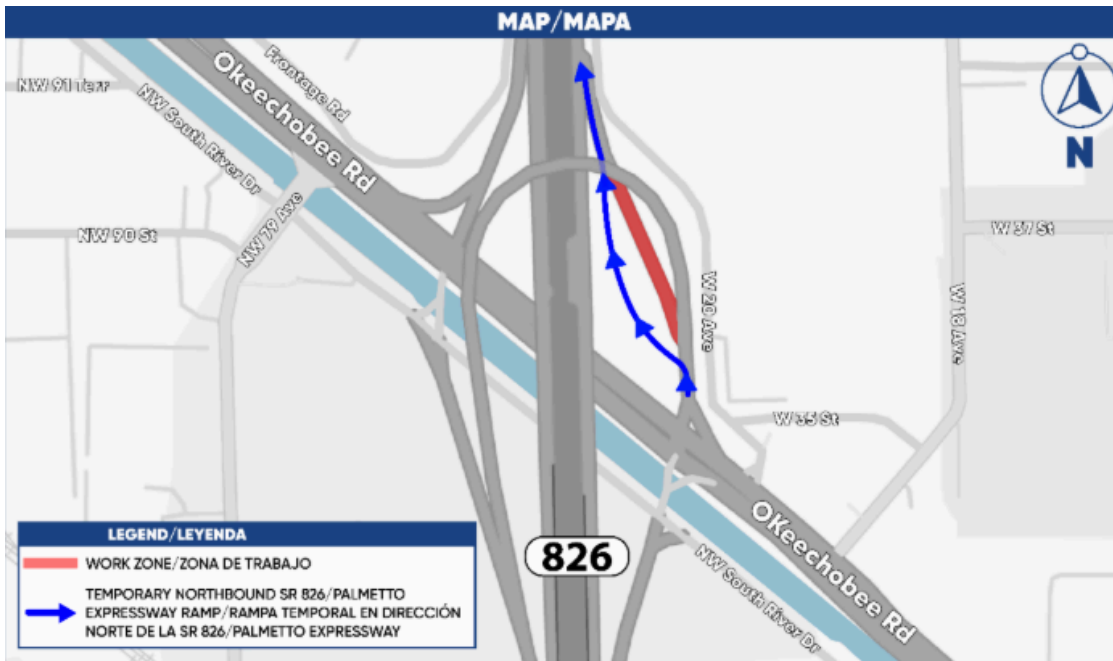 MAP/MAPA
Frontage Rd
NW 91 Terr
Okeechobee Rd
NW South River Dr
N
NW 79 Ave
NW 90 St
W 37 St
W 20 Ave
W 18 Ave
W 35 St
OKeechobee Rd
826
NW South River Dr
LEGEND/LEYENDA
WORK ZONE/ZONA DE TRABAJO
TEMPORARY NORTHBOUND SR 826/PALMETTO
EXPRESSWAY RAMP/RAMPA TEMPORAL EN DIRECCIÓN
NORTE DE LA SR 826/PALMETTO EXPRESSWAY